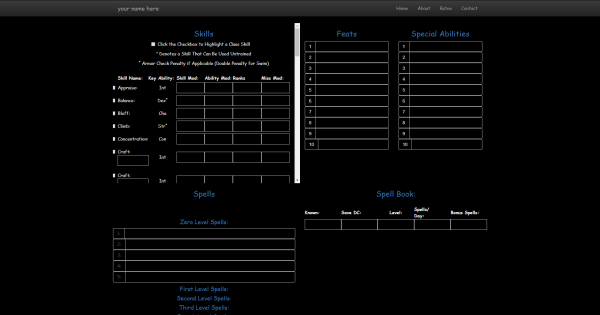 your name here
Home About Rules Contact
Skills
Click the Checkbox to Highlight a Class Skill
* Denotes a Skill That Can Be Used Untrained
* Armor Check Penalty if Applicable (Double Penalty for Swim)
Skill Name: Key Ability: Skill Mod: Ability Mod: Ranks Misc Mod:
Appraise: Int
Balance: Dex*
Bluff: Cha
Climb: Str*
Concentration: Con
Craft: Int
Craft: Int
Feats
1
2
3
4
5
6
7
8
9
10
Special Abilities
1
2
3
4
5
6
7
8
9
10
Spells
Zero Level Spells:
1
2
3
4
5
First Level Spells:
Second Level Spells:
Third Level Spells:
Spell Book:
Known: Save DC: Level: Spells/
Day: Bonus Spells: